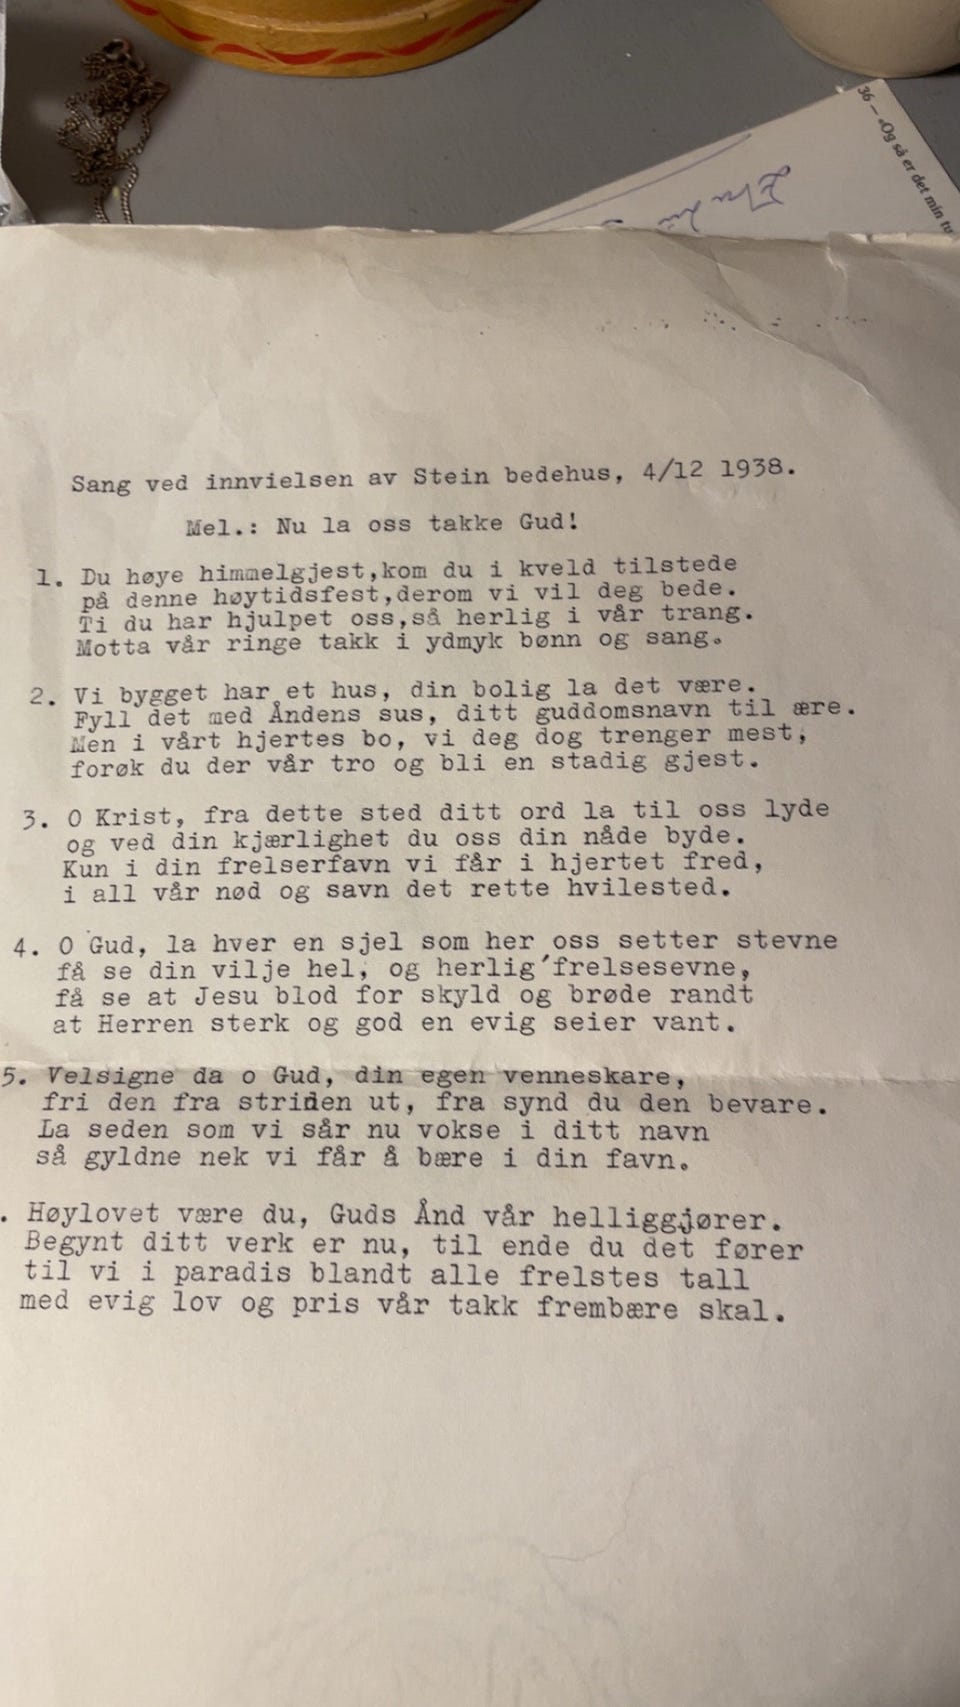 36 – «Og så er det min tu
Sang ved innvielsen av Stein bedehus, 4/12 1938.
Mel.: Nu la oss takke Gud!
1. Du høye himmelgjest,kom du i kveld tilstede
på denne høytidsfest,derom vi vil deg bede.
Ti du har hjulpet oss,så herlig i vår trang.
Motta vår ringe takk i ydmyk bønn og sang.
2. Vi bygget har et hus, din bolig la det være.
Fyll det med Åndens sus, ditt guddomsnavn til ære.
Men i vårt hjertes bo, vi deg dog trenger mest,
forøk du der vår tro og bli en stadig gjest.
3. O Krist, fra dette sted ditt ord la til oss lyde
og ved din kjærlighet du oss din nåde byde.
Kun i din frelserfavn vi får i hjertet fred,
i all vår nød og savn det rette hvilested.
4. O Gud, la hver en sjel som her oss setter stevne
få se din vilje hel, og herlig'frelsesevne,
få se at Jesu blod for skyld og brøde randt
at Herren sterk og god en evig seier vant.
5. Velsigne da o Gud, din egen venneskare,
fri den fra striden ut, fra synd du den bevare.
La seden som vi sår nu vokse i ditt navn
så gyldne nek vi får å bære i din favn.
. Høylovet være du, Guds Ånd vår helliggjører.
Begynt ditt verk er nu, til ende du det fører
til vi i paradis blandt alle frelstes tall
med evig lov og pris vår takk frembære skal.